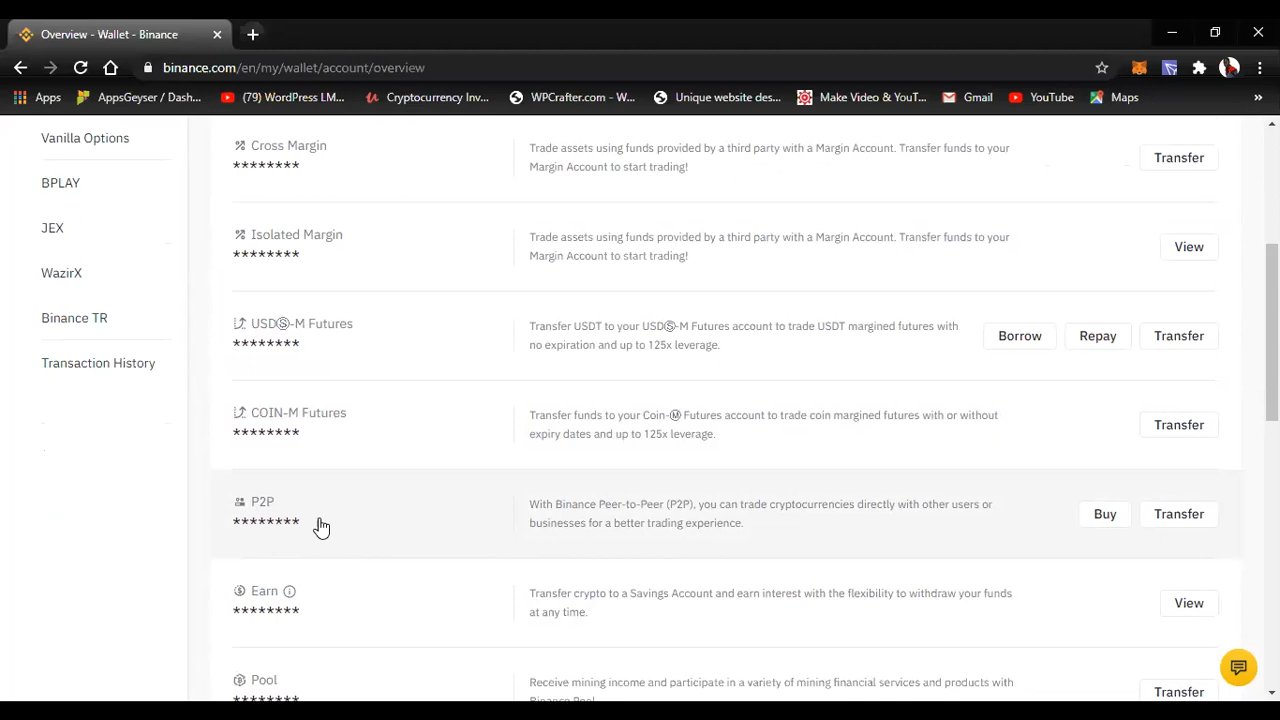 Overview - Wallet - Binance
binance.com/en/my/wallet/account/overview
Apps
AppsGeyser / Dash...
(79) WordPress LM...
Cryptocurrency Inv...
WPCrafter.com - W...
Unique website des...
Make Video & YouT...
Gmail
YouTube
Maps
»
Vanilla Options
BPLAY
JEX
WazirX
Binance TR
Transaction History
Cross Margin
********
Trade assets using funds provided by a third party with a Margin Account. Transfer funds to your
Margin Account to start trading!
Transfer
Isolated Margin
********
Trade assets using funds provided by a third party with a Margin Account. Transfer funds to your
Margin Account to start trading!
View
USDⓈ-M Futures
********
Transfer USDT to your USDⓈ-M Futures account to trade USDT margined futures with
no expiration and up to 125x leverage.
Borrow
Repay
Transfer
COIN-M Futures
********
Transfer funds to your Coin-Ⓜ Futures account to trade coin margined futures with or without
expiry dates and up to 125x leverage.
Transfer
P2P
********
With Binance Peer-to-Peer (P2P), you can trade cryptocurrencies directly with other users or
businesses for a better trading experience.
Buy
Transfer
Earn
********
Transfer crypto to a Savings Account and earn interest with the flexibility to withdraw your funds
at any time.
View
Pool
********
Receive mining income and participate in a variety of mining financial services and products with
Binance Pool.
Transfer